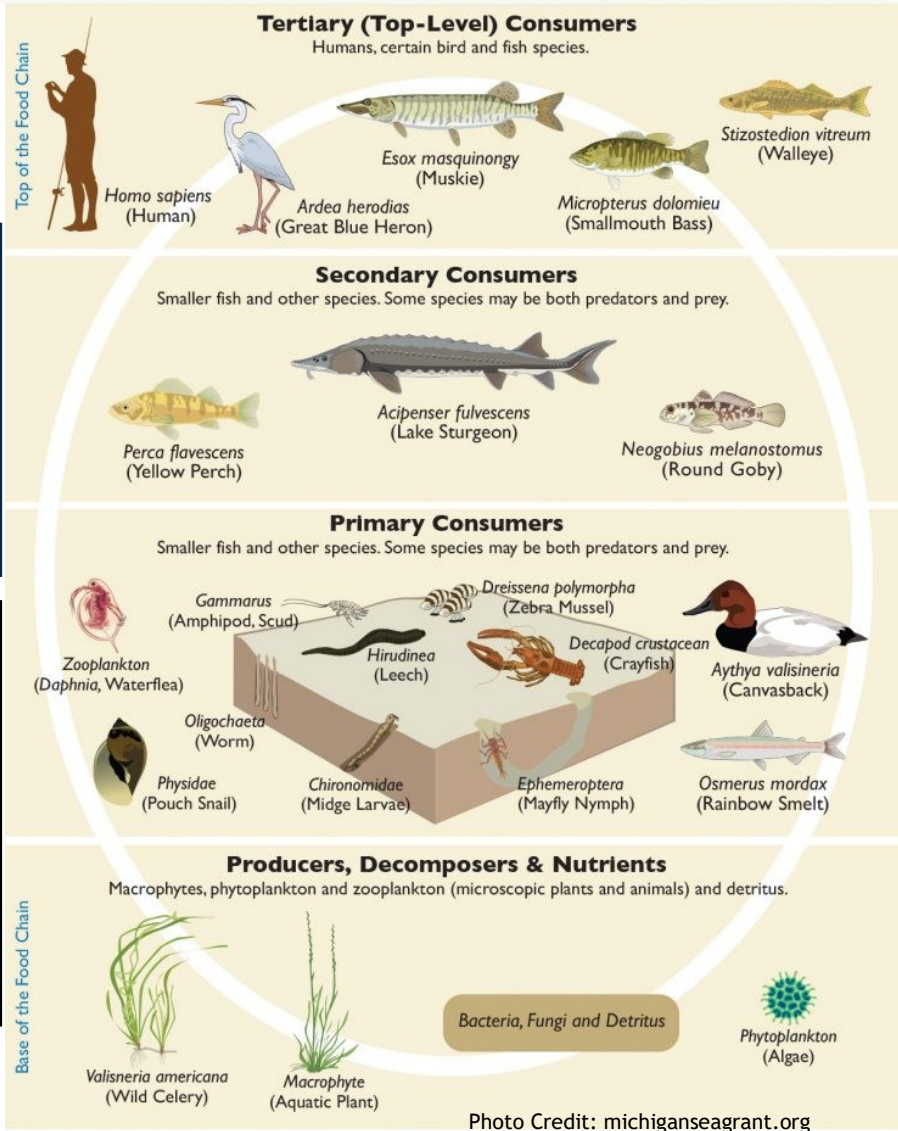 Tertiary (Top-Level) Consumers
Humans, certain bird and fish species.
Top of the Food Chain
Homo sapiens
(Human)
Ardea herodias
(Great Blue Heron)
Esox masquinongy
(Muskie)
Micropterus dolomieu
(Smallmouth Bass)
Stizostedion vitreum
(Walleye)
Secondary Consumers
Smaller fish and other species. Some species may be both predators and prey.
Perca flavescens
(Yellow Perch)
Acipenser fulvescens
(Lake Sturgeon)
Neogobius melanostomus
(Round Goby)
Primary Consumers
Smaller fish and other species. Some species may be both predators and prey.
Zooplankton
(Daphnia, Waterflea)
Gammarus
(Amphipod, Scud)
Dreissena polymorpha
(Zebra Mussel)
Hirudinea
(Leech)
Decapod crustacean
(Crayfish)
Aythya valisineria
(Canvasback)
Oligochaeta
(Worm)
Physidae
(Pouch Snail)
Chironomidae
(Midge Larvae)
Ephemeroptera
(Mayfly Nymph)
Osmerus mordax
(Rainbow Smelt)
Producers, Decomposers & Nutrients
Macrophytes, phytoplankton and zooplankton (microscopic plants and animals) and detritus.
Base of the Food Chain
Valisneria americana
(Wild Celery)
Macrophyte
(Aquatic Plant)
Bacteria, Fungi and Detritus
Phytoplankton
(Algae)
Photo Credit: michiganseagrant.org